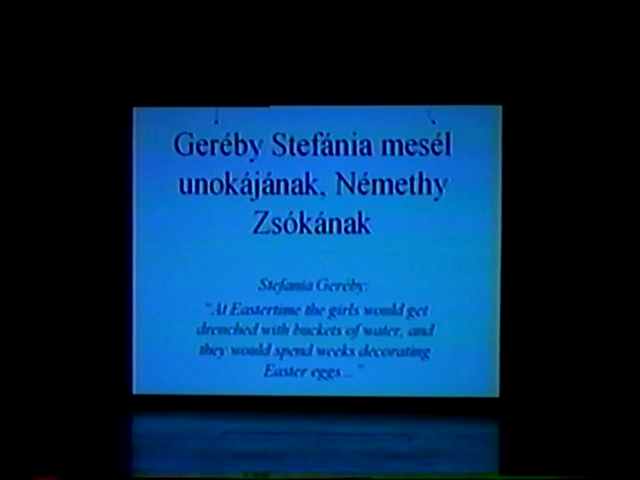 Geréby Stefánia mesél
unokájának, Némethy
Zsókának
Stefania Geréby:
"At Eastertime the girls would get
drenched with buckets of water, and
they would spend weeks decorating
Easter eggs..."